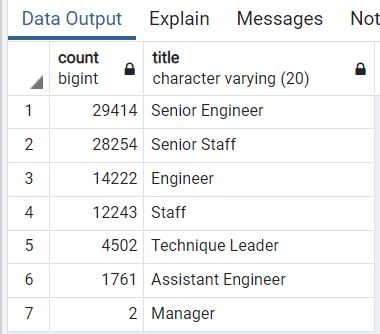 Data Output Explain Messages Not
count title
bigint character varying (20)
1 29414 Senior Engineer
2 28254 Senior Staff
3 14222 Engineer
4 12243 Staff
5 4502 Technique Leader
6 1761 Assistant Engineer
7 2 Manager